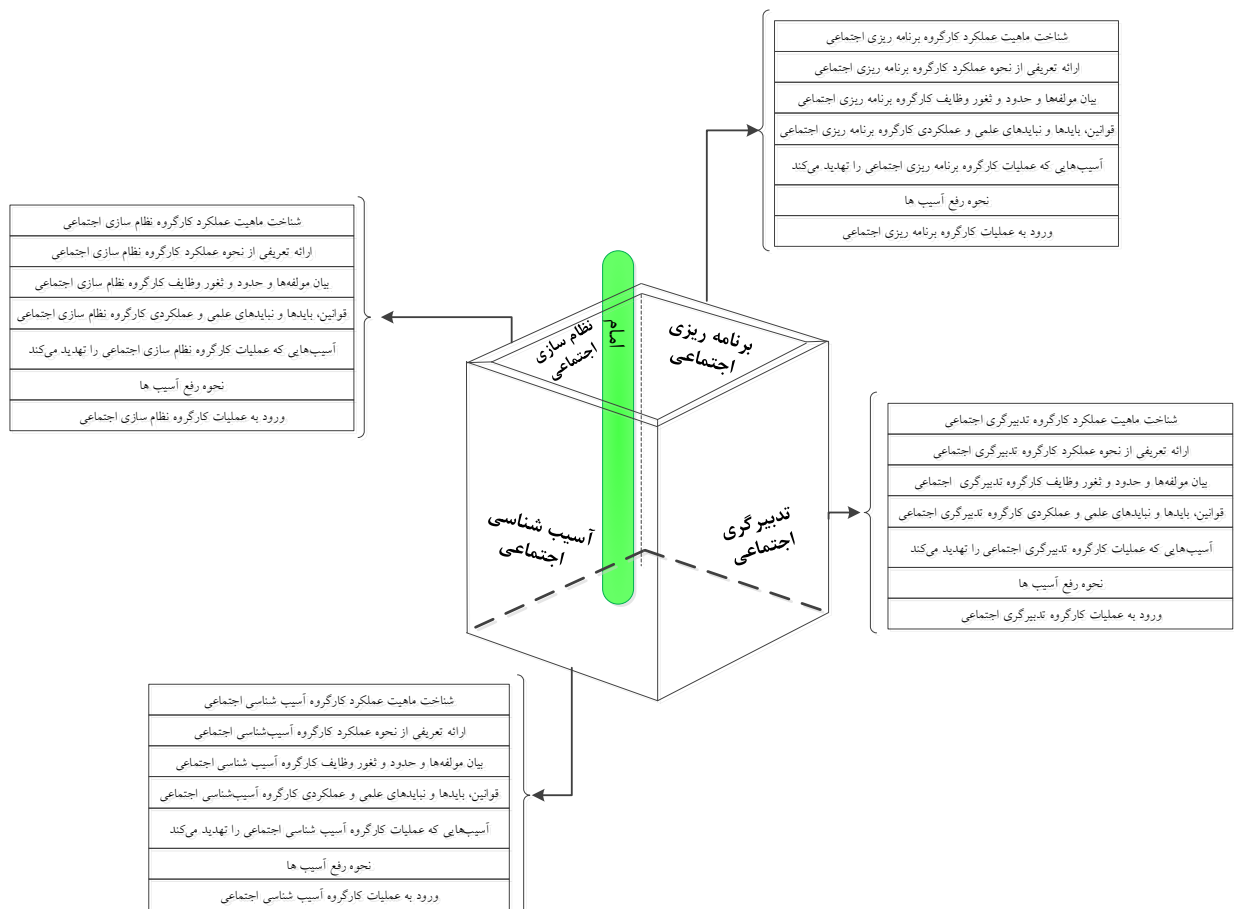 شناخت ماهیت عملکرد کارگروه برنامه ریزی اجتماعی
ارائه تعریفی از نحوه عملکرد کارگروه برنامه ریزی اجتماعی
بیان مولفه‌ها و حدود و ثغور وظایف کارگروه برنامه ریزی اجتماعی
قوانین، بایدها و نبایدهای علمی و عملکردی کارگروه برنامه ریزی اجتماعی
آسیب‌هایی که عملیات کارگروه برنامه ریزی اجتماعی را تهدید می‌کند
نحوه رفع آسیب ها
ورود به عملیات کارگروه برنامه ریزی اجتماعی
شناخت ماهیت عملکرد کارگروه نظام سازی اجتماعی
ارائه تعریفی از نحوه عملکرد کارگروه نظام سازی اجتماعی
بیان مولفه‌ها و حدود و ثغور وظایف کارگروه نظام سازی اجتماعی
قوانین، بایدها و نبایدهای علمی و عملکردی کارگروه نظام سازی اجتماعی
آسیب‌هایی که عملیات کارگروه نظام سازی اجتماعی را تهدید می‌کند
نحوه رفع آسیب ها
ورود به عملیات کارگروه نظام سازی اجتماعی
برنامه ریزی
اجتماعی
امام
نظام سازی
اجتماعی
تدبیرگری
اجتماعی
آسیب شناسی
اجتماعی
شناخت ماهیت عملکرد کارگروه تدبیرگری اجتماعی
ارائه تعریفی از نحوه عملکرد کارگروه تدبیرگری اجتماعی
بیان مولفه‌ها و حدود و ثغور وظایف کارگروه تدبیرگری اجتماعی
قوانین، بایدها و نبایدهای علمی و عملکردی کارگروه تدبیرگری اجتماعی
آسیب‌هایی که عملیات کارگروه تدبیرگری اجتماعی را تهدید می‌کند
نحوه رفع آسیب ها
ورود به عملیات کارگروه تدبیرگری اجتماعی
شناخت ماهیت عملکرد کارگروه آسیب شناسی اجتماعی
ارائه تعریفی از نحوه عملکرد کارگروه آسیب‌شناسی اجتماعی
بیان مولفه‌ها و حدود و ثغور وظایف کارگروه آسیب شناسی اجتماعی
قوانین، بایدها و نبایدهای علمی و عملکردی کارگروه آسیب‌شناسی اجتماعی
آسیب‌هایی که عملیات کارگروه آسیب شناسی اجتماعی را تهدید می‌کند
نحوه رفع آسیب ها
ورود به عملیات کارگروه آسیب شناسی اجتماعی